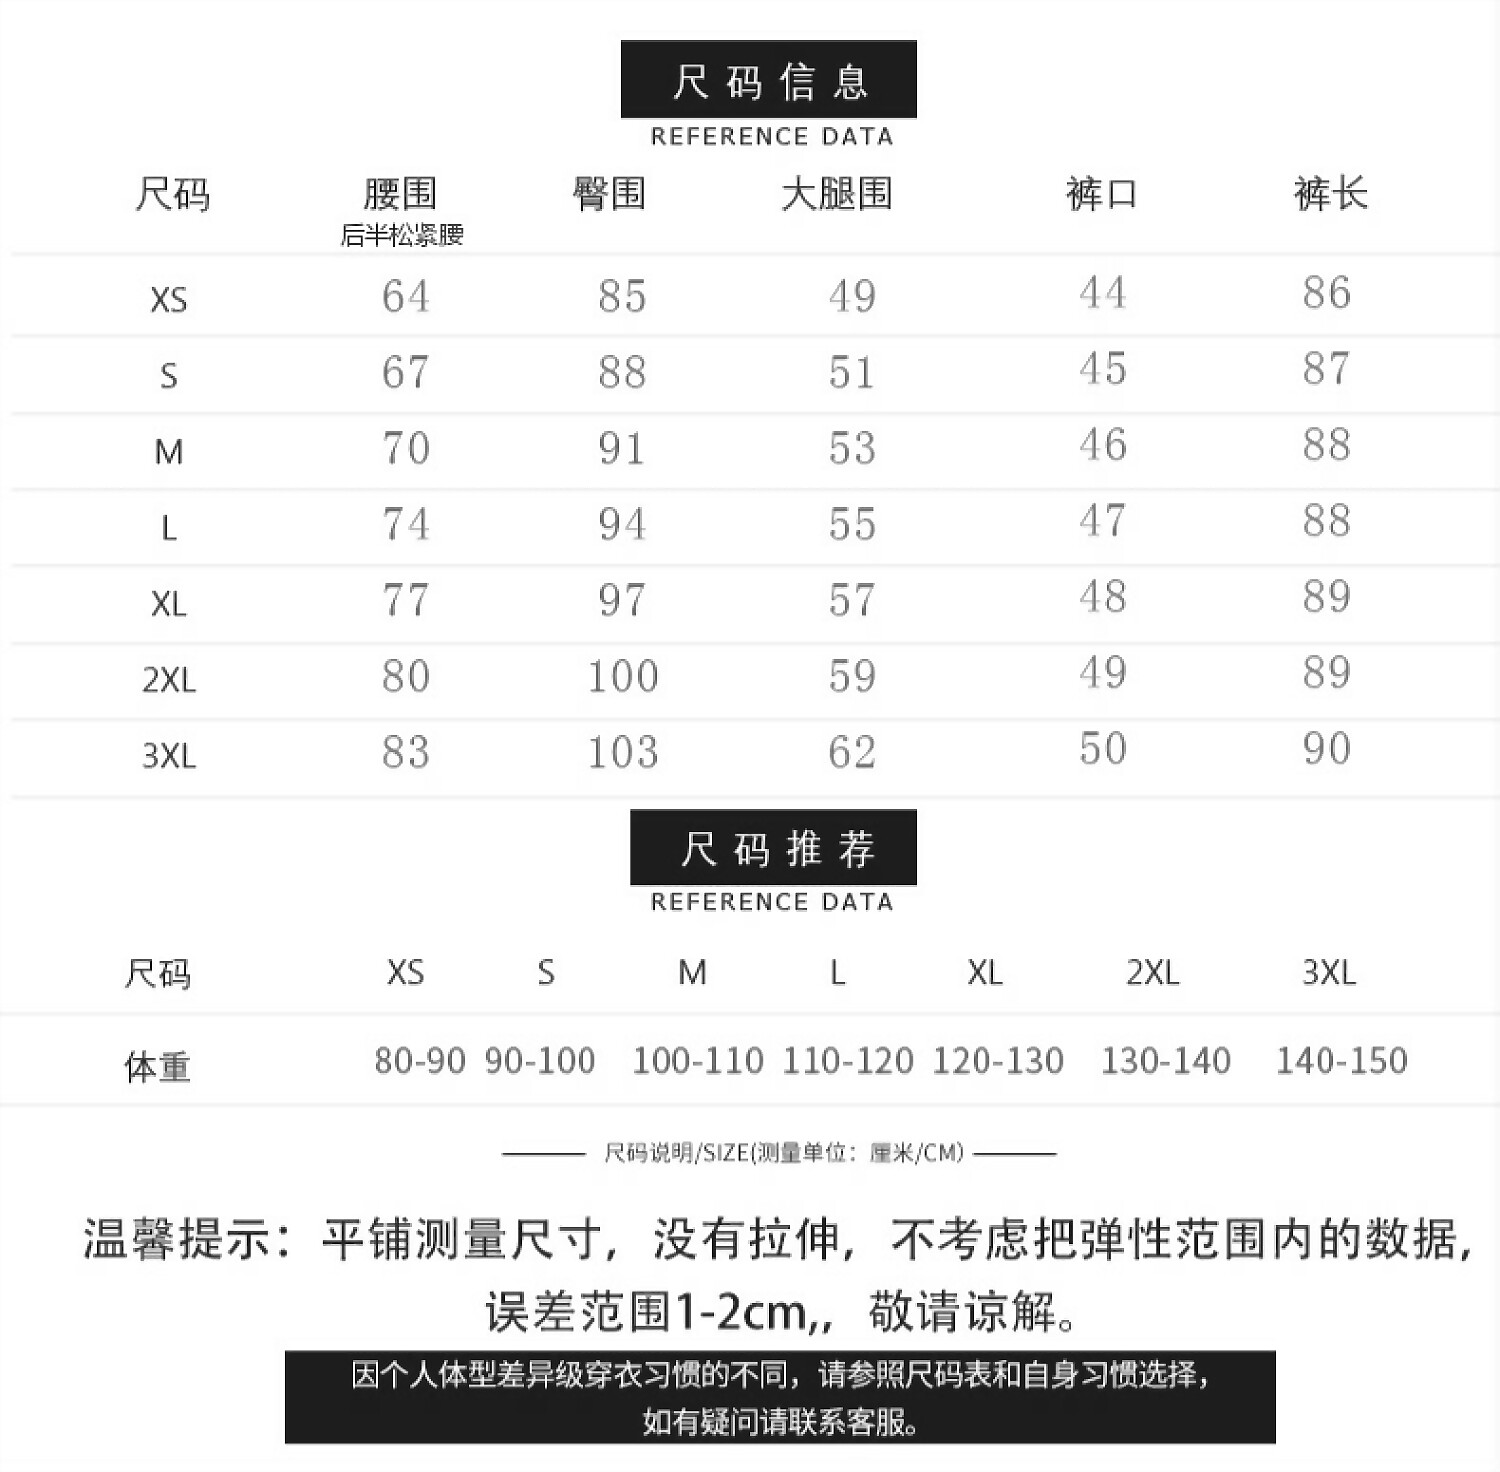 尺码信息
REFERENCE DATA
尺码 腰围 臀围 大腿围 裤口 裤长
后半松紧腰
XS 64 85 49 44 86
S 67 88 51 45 87
M 70 91 53 46 88
L 74 94 55 47 88
XL 77 97 57 48 89
2XL 80 100 59 49 89
3XL 83 103 62 50 90
尺码推荐
REFERENCE DATA
尺码 XS S M L XL 2XL 3XL
体重 80-90 90-100 100-110 110-120 120-130 130-140 140-150
尺码说明/SIZE(测量单位：厘米/CM)
温馨提示：平铺测量尺寸，没有拉伸，不考虑把弹性范围内的数据，
误差范围1-2cm,，敬请谅解。
因个人体型差异级穿衣习惯的不同，请参照尺码表和自身习惯选择，
如有疑问请联系客服。